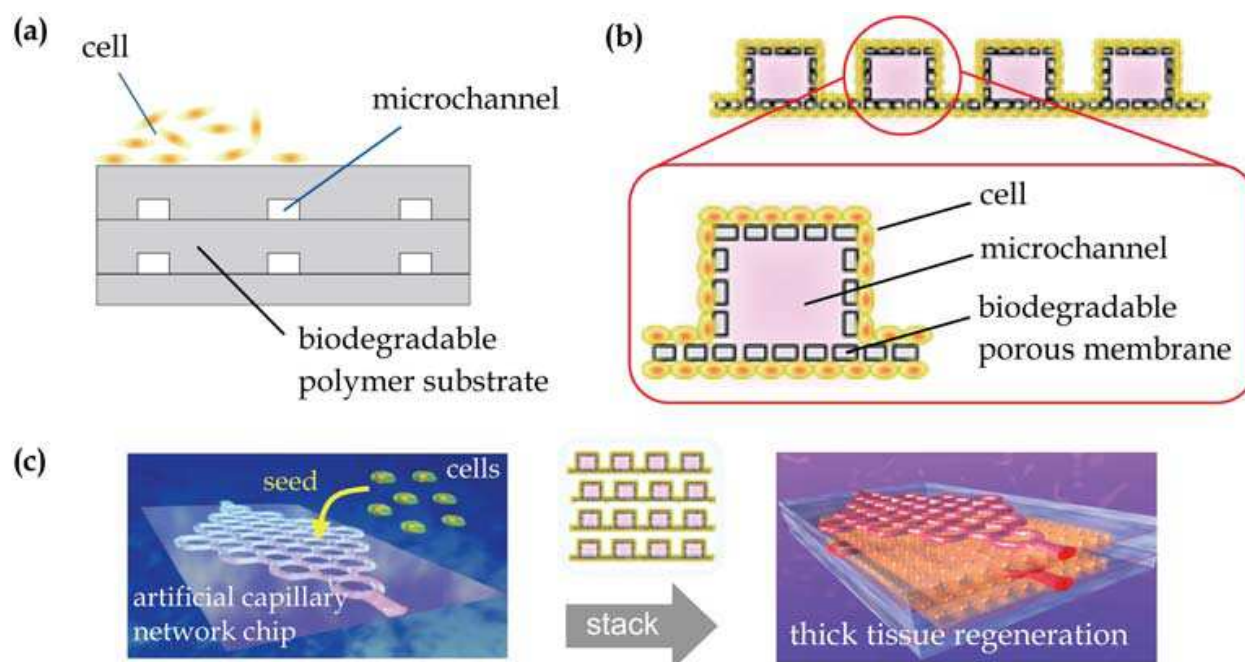 (a)
cell
microchannel
biodegradable
polymer substrate
(b)
cell
microchannel
biodegradable
porous membrane
(c)
cells
seed
artificial capillary
network chip
stack
thick tissue regeneration